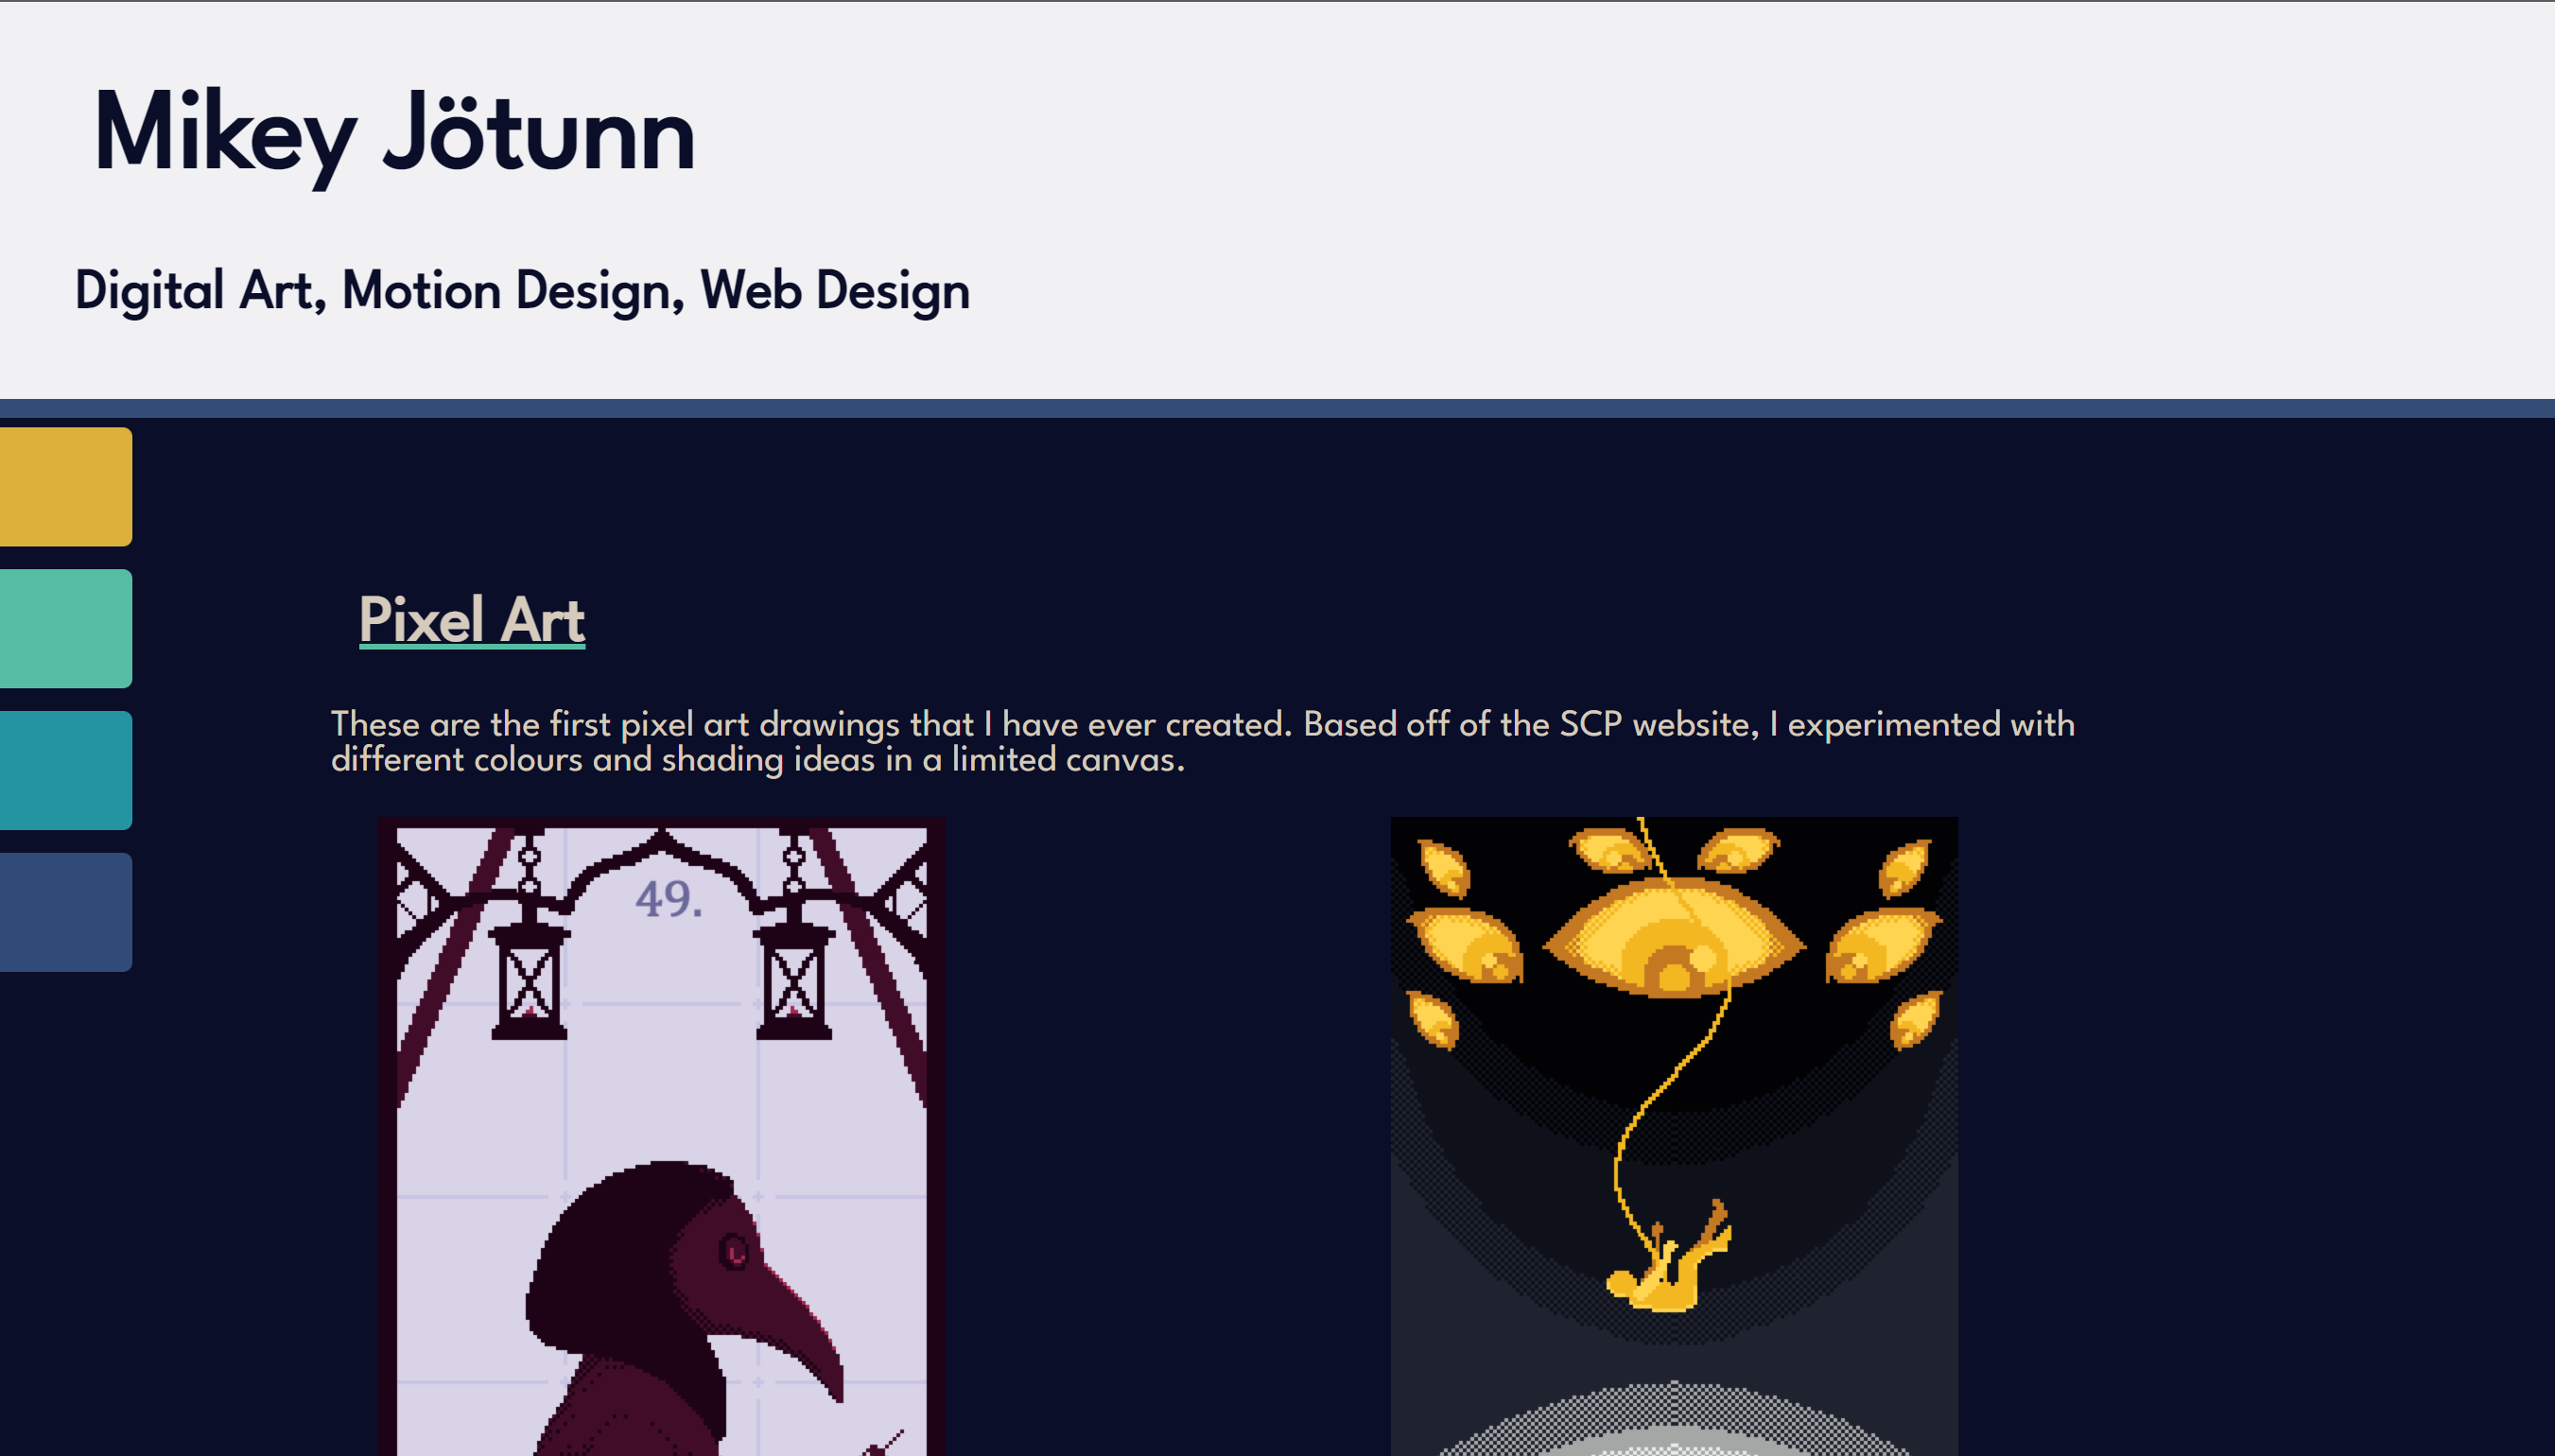 Mikey Jötunn
Digital Art, Motion Design, Web Design
Pixel Art
These are the first pixel art drawings that I have ever created. Based off of the SCP website, I experimented with
different colours and shading ideas in a limited canvas.
49.